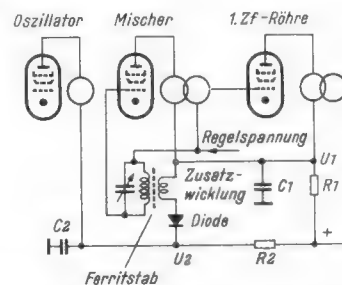 Oszillator
Mischer
1. Zf-Röhre
Regelspannung
U1
Zusatz-
wicklung
C1
R1
Diode
C2
U2
R2
+
Ferritstab